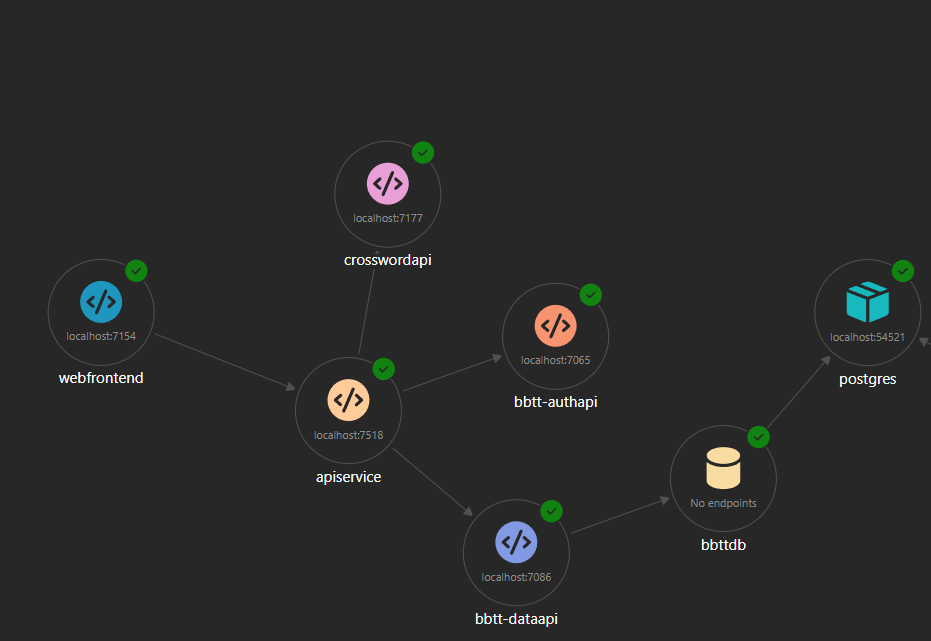 localhost:7177
crosswordapi
localhost:7154
webfrontend
localhost:7065
bbtt-authapi
localhost:54521
postgres
localhost:7518
apiservice
No endpoints
bbttdb
localhost:7086
bbtt-dataapi